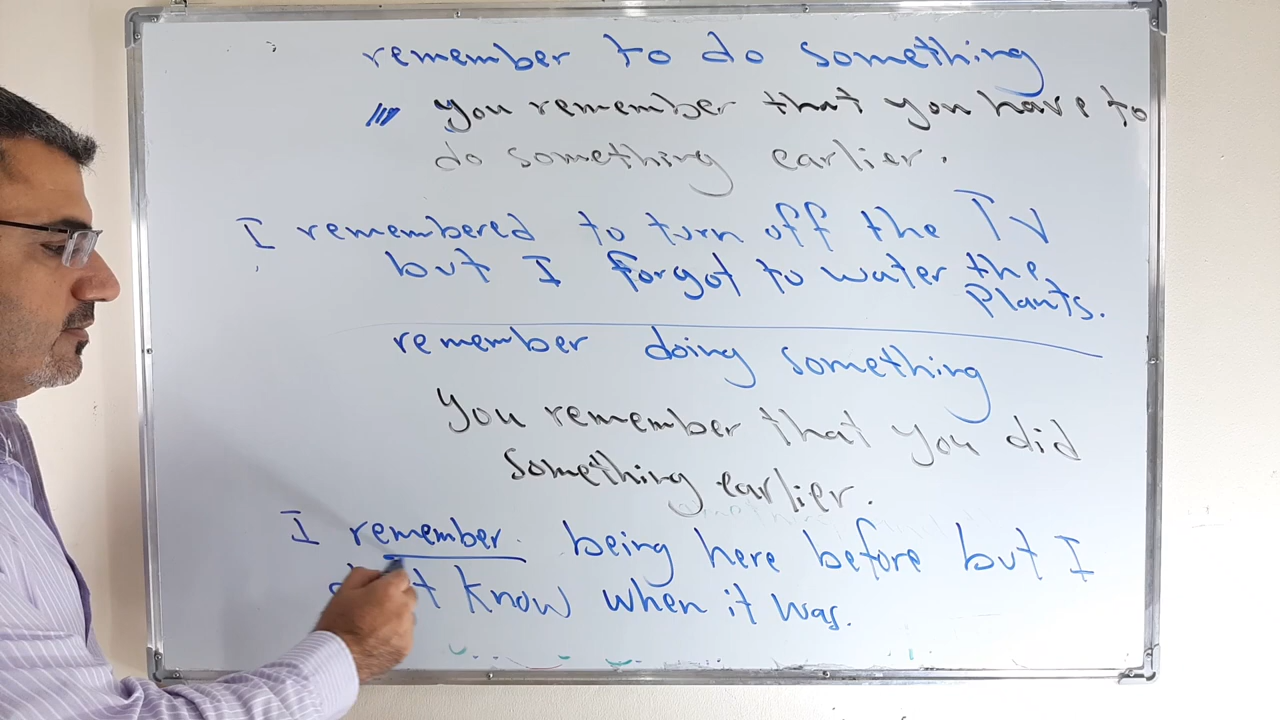 remember to do something
you remember that you have to
do something earlier.
I remembered to turn off the TV
but I forgot to water the
plants.
remember doing something
you remember that you did
something earlier.
I remember being here before but I
know when it was.